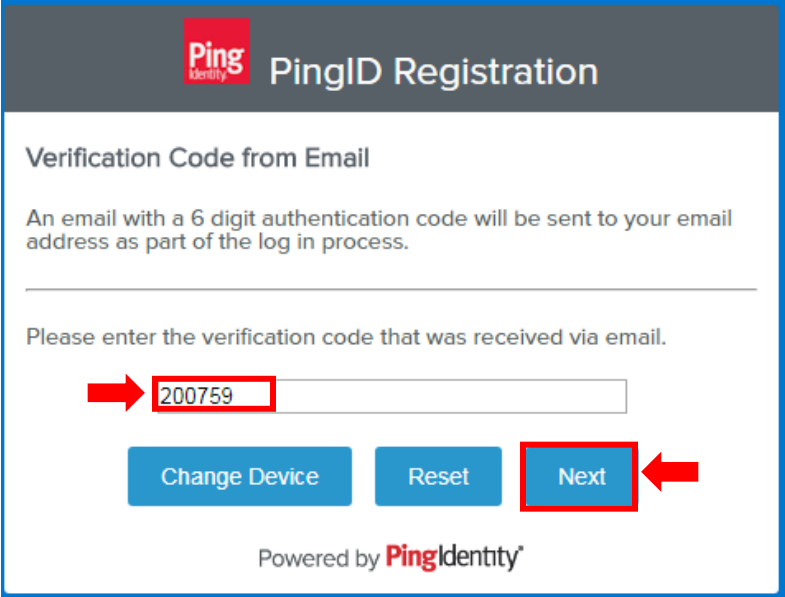 Ping
Identity
PingID Registration
Verification Code from Email
An email with a 6 digit authentication code will be sent to your email
address as part of the log in process.
Please enter the verification code that was received via email.
200759
Change Device Reset Next
Powered by PingIdentity